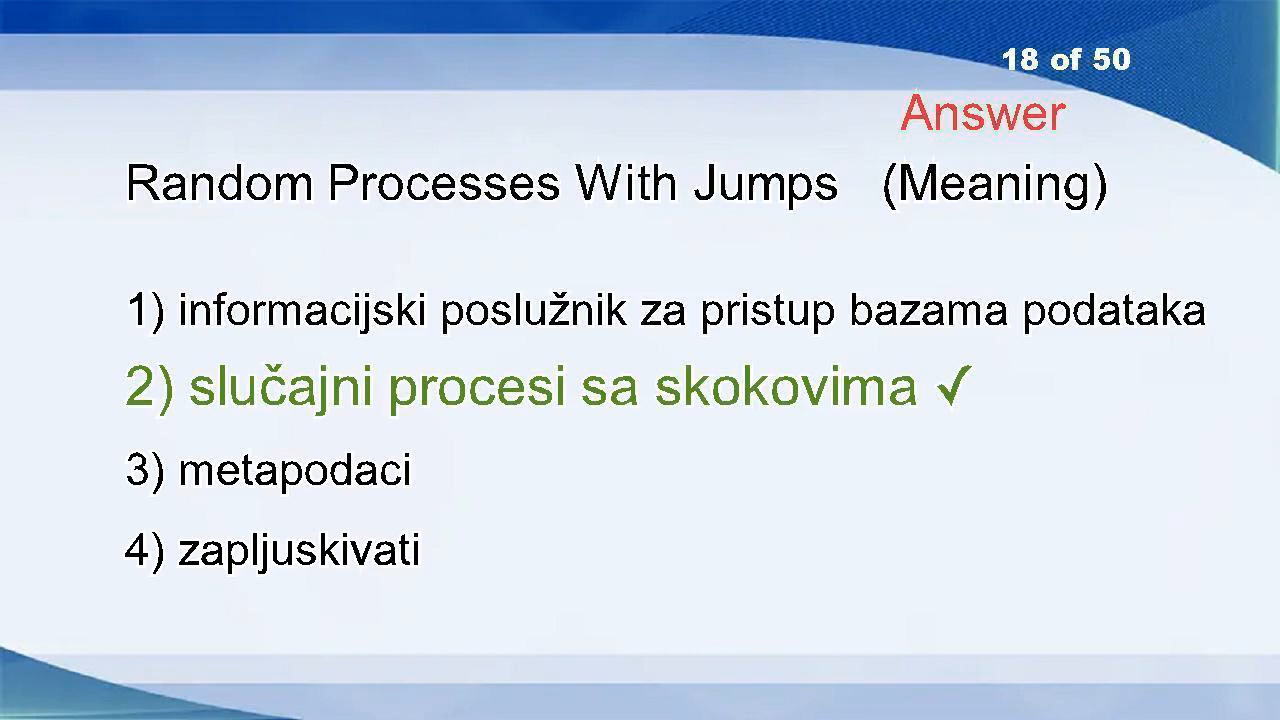 18 of 50
Answer
Random Processes With Jumps (Meaning)
1) informacijski poslužnik za pristup bazama podataka
2) slučajni procesi sa skokovima ✓
3) metapodaci
4) zapljuskivati